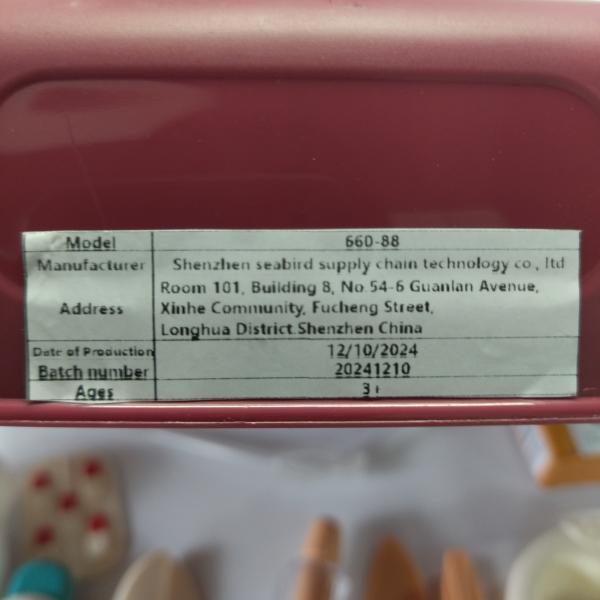 Model 660-88
Manufacturer Shenzhen seabird supply chain technology co., ltd
Address Room 101, Building 8, No.54-6 Guanlan Avenue,
Xinhe Community, Fucheng Street,
Longhua District.Shenzhen China
Date of Production 12/10/2024
Batch number 20241210
Ages 3+